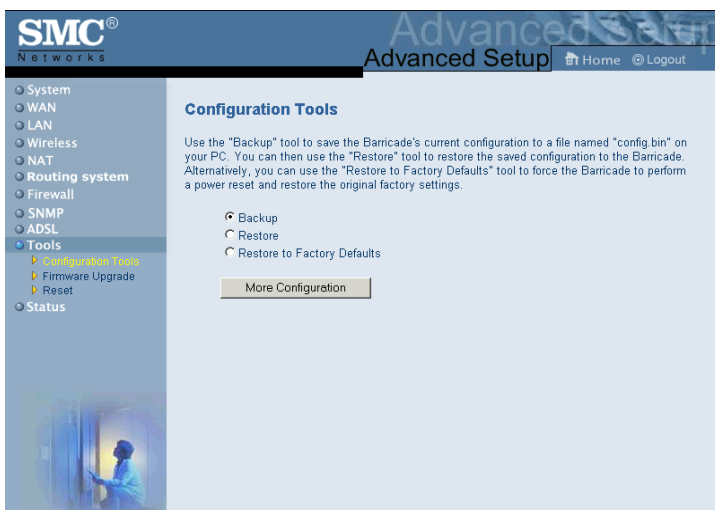 SMC®
Networks
Advanced Setup
Advanced Setup
Home
Logout
System
WAN
LAN
Wireless
NAT
Routing system
Firewall
SNMP
ADSL
Tools
Configuration Tools
Firmware Upgrade
Reset
Status
Configuration Tools
Use the "Backup" tool to save the Barricade's current configuration to a file named "config.bin" on
your PC. You can then use the "Restore" tool to restore the saved configuration to the Barricade.
Alternatively, you can use the "Restore to Factory Defaults" tool to force the Barricade to perform
a power reset and restore the original factory settings.
Backup
Restore
Restore to Factory Defaults
More Configuration